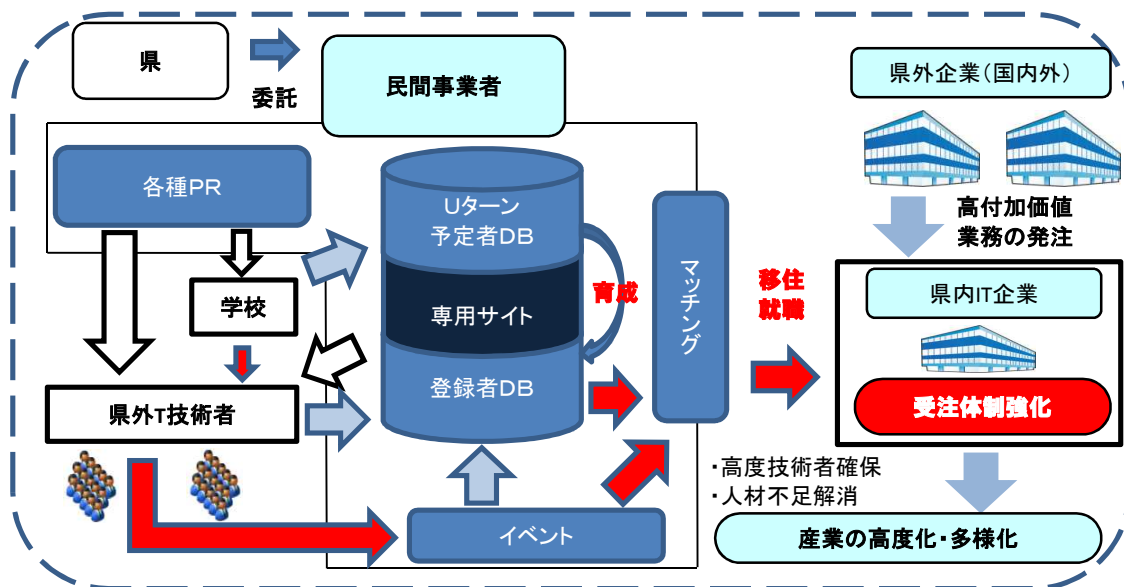 県
委託
民間事業者
県外企業(国内外)
各種PR
Uターン
予定者DB
専用サイト
登録者DB
育成
マッチング
高付加価値
業務の発注
学校
移住
就職
県内IT企業
受注体制強化
県外T技術者
・高度技術者確保
・人材不足解消
イベント
産業の高度化・多様化